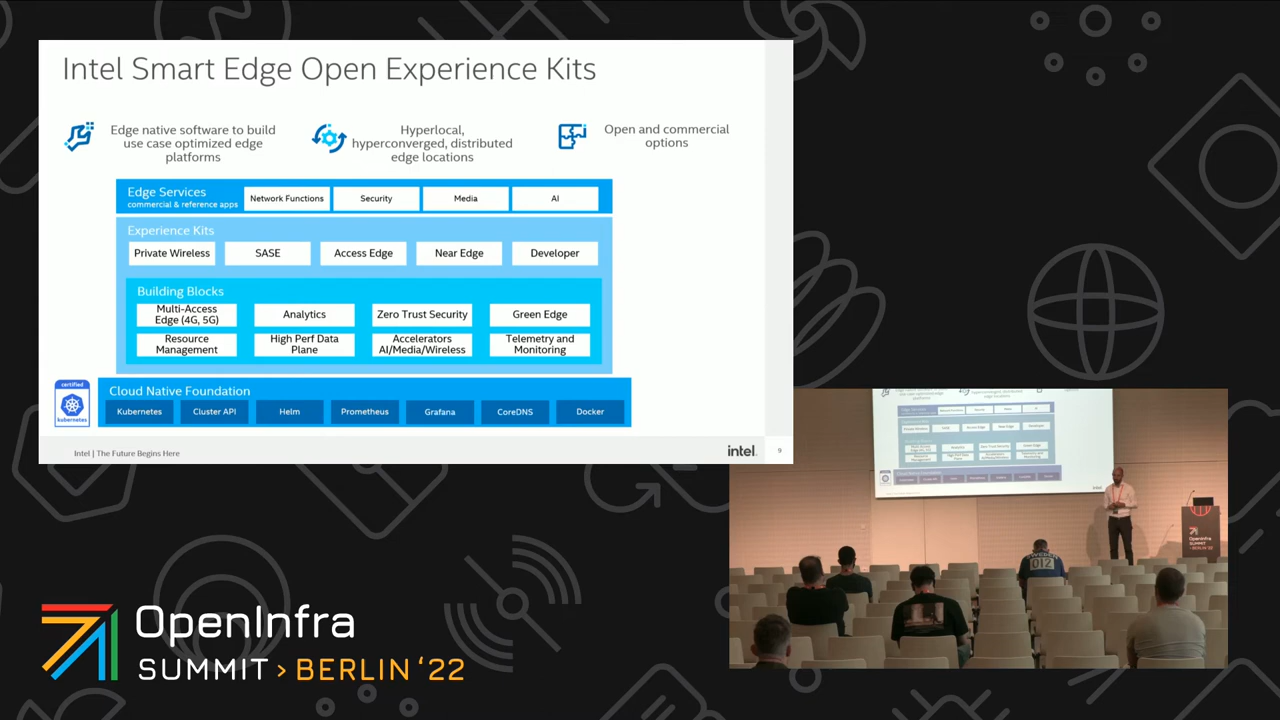 Intel Smart Edge Open Experience Kits
Edge native software to build
use case optimized edge
platforms
Hyperlocal,
hyperconverged, distributed
edge locations
Open and commercial
options
Edge Services
commercial & reference apps
Network Functions
Security
Media
AI
Experience Kits
Private Wireless
SASE
Access Edge
Near Edge
Developer
Building Blocks
Multi-Access
Edge (4G, 5G)
Analytics
Zero Trust Security
Green Edge
Resource
Management
High Perf Data
Plane
Accelerators
AI/Media/Wireless
Telemetry and
Monitoring
certified
kubernetes
Cloud Native Foundation
Kubernetes
Cluster API
Helm
Prometheus
Grafana
CoreDNS
Docker
Intel | The Future Begins Here
intel.
9
012
OpenInfra
SUMMIT
BERLIN '22
OpenInfra
SUMMIT > BERLIN '22